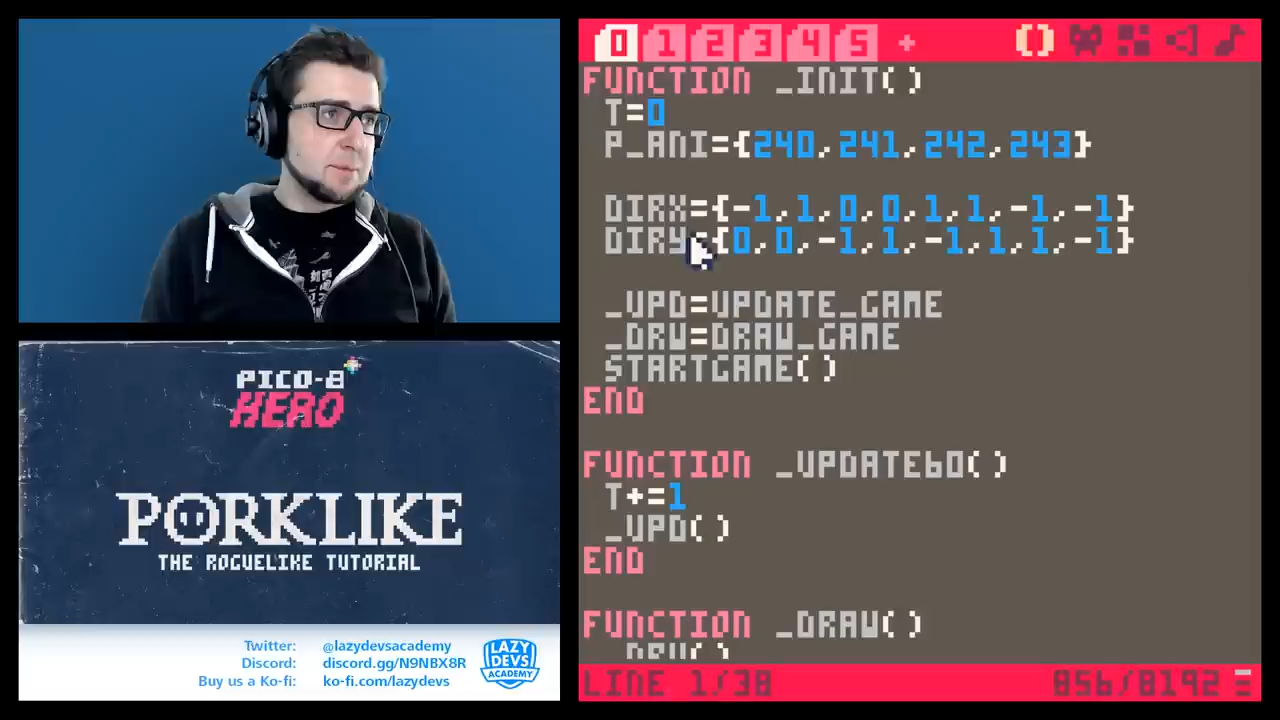 PICO-8
HERO
PORKLIKE
THE ROGUELIKE TUTORIAL
Twitter: @lazydevsacademy
Discord: discord.gg/N9NBX8R
Buy us a Ko-fi: ko-fi.com/lazydevs
LAZY
DEVS
ACADEMY
0 1 2 3 4 5 +
FUNCTION _INIT()
T=0
P_ANI={240,241,242,243}
DIRX={-1,1,0,0,1,1,-1,-1}
DIRY={0,0,-1,1,-1,1,1,-1}
_UPD=UPDATE_GAME
_DRW=DRAW_GAME
STARTGAME()
END
FUNCTION _UPDATE60()
T+=1
_UPD()
END
FUNCTION _DRAW()
_DRW()
LINE 1/38
856/8192